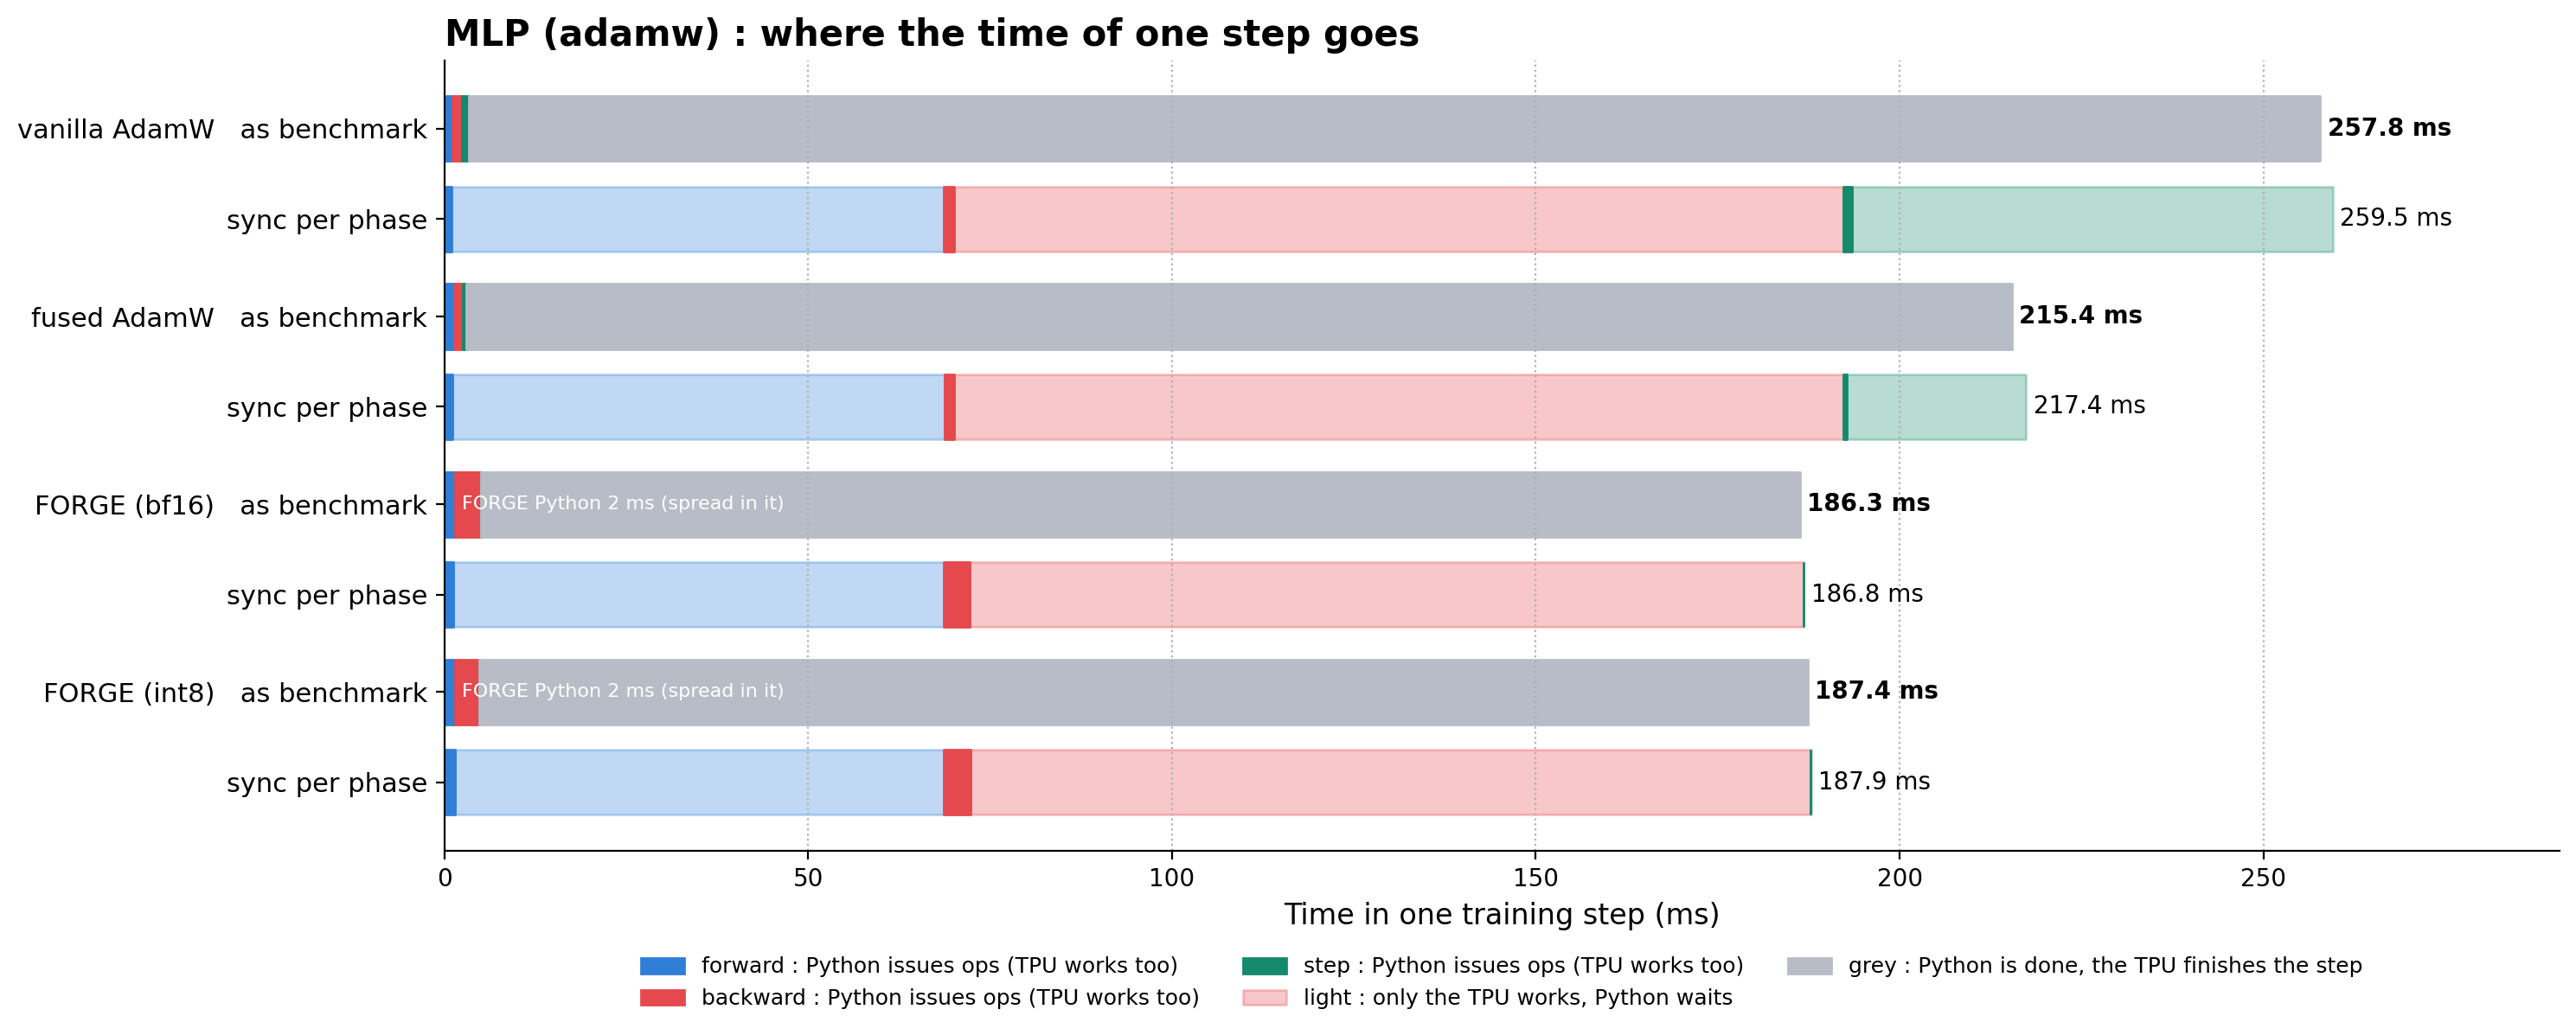 MLP (adamw) : where the time of one step goes
vanilla AdamW as benchmark 257.8 ms
sync per phase 259.5 ms
fused AdamW as benchmark 215.4 ms
sync per phase 217.4 ms
FORGE (bf16) as benchmark FORGE Python 2 ms (spread in it) 186.3 ms
sync per phase 186.8 ms
FORGE (int8) as benchmark FORGE Python 2 ms (spread in it) 187.4 ms
sync per phase 187.9 ms
0 50 100 150 200 250
Time in one training step (ms)
forward : Python issues ops (TPU works too)
backward : Python issues ops (TPU works too)
step : Python issues ops (TPU works too)
light : only the TPU works, Python waits
grey : Python is done, the TPU finishes the step